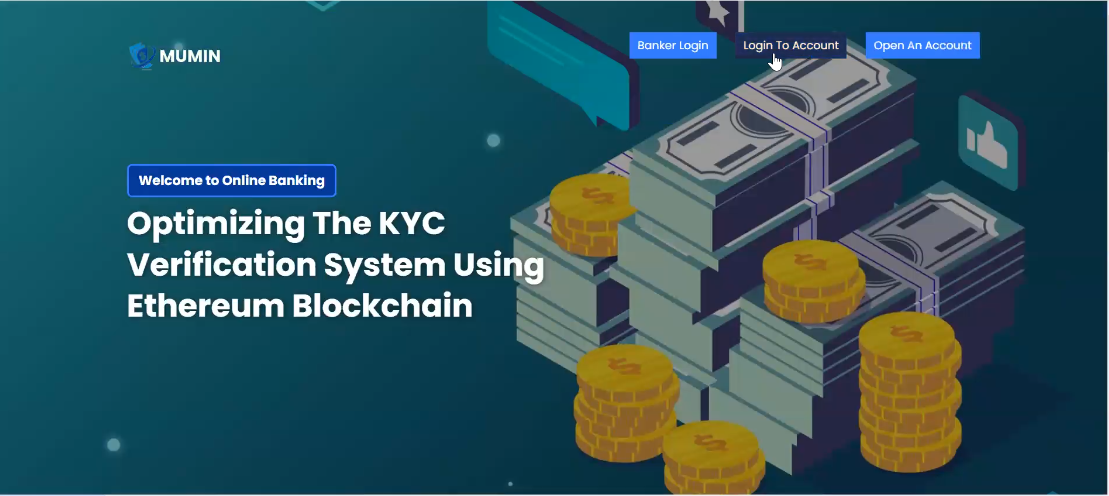 MUMIN
Banker Login
Login To Account
Open An Account
Welcome to Online Banking
Optimizing The KYC
Verification System Using
Ethereum Blockchain